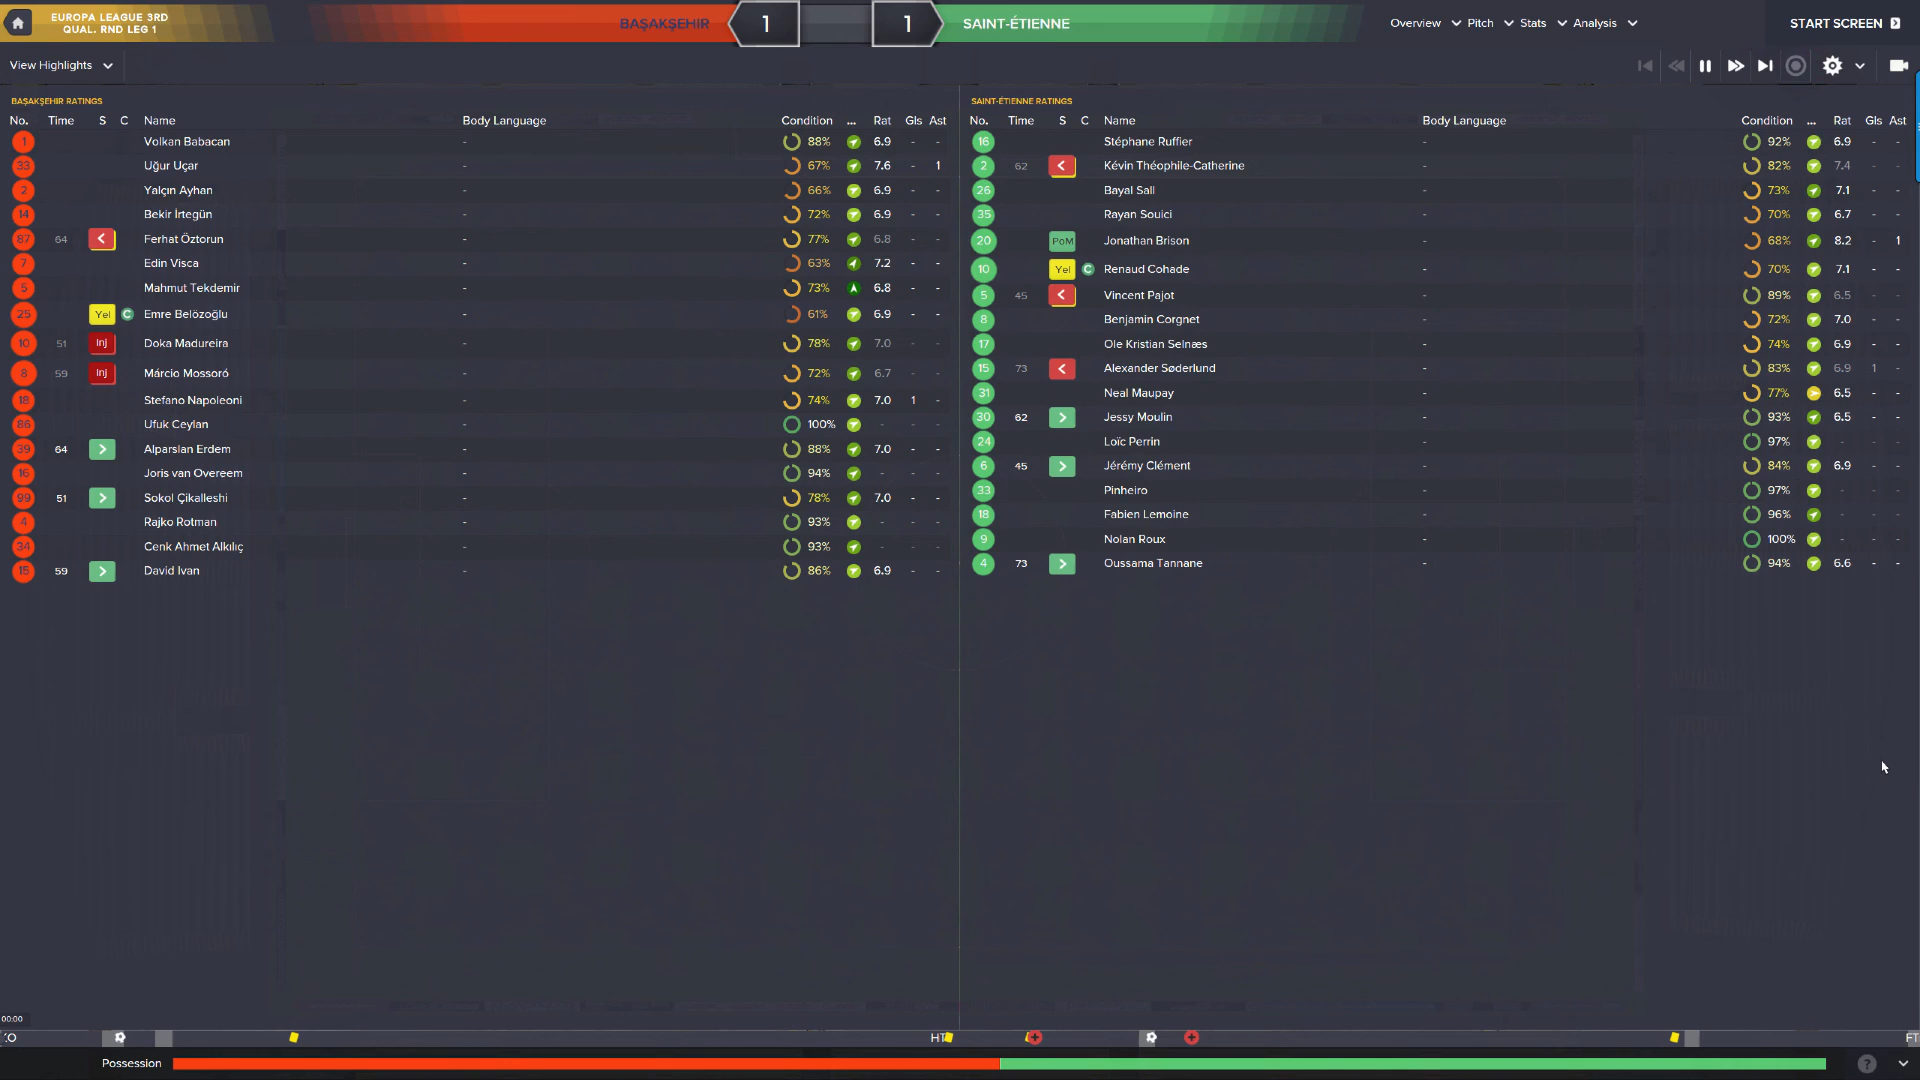 EUROPA LEAGUE 3RD
QUAL. RND LEG 1
BAŞAKŞEHIR 1 1 SAINT-ÉTIENNE
Overview Pitch Stats Analysis START SCREEN
View Highlights
BAŞAKŞEHIR RATINGS
No. Time S C Name Body Language Condition ... Rat Gls Ast
1 Volkan Babacan - 88% 6.9 - -
33 Uğur Uçar - 67% 7.6 - 1
2 Yalçın Ayhan - 66% 6.9 - -
14 Bekir İrtegün - 72% 6.9 - -
87 64 Ferhat Öztorun - 77% 6.8 - -
7 Edin Visca - 63% 7.2 - -
5 Mahmut Tekdemir - 73% 6.8 - -
25 Yel C Emre Belözoğlu - 61% 6.9 - -
10 51 Inj Doka Madureira - 78% 7.0 - -
8 59 Inj Márcio Mossoró - 72% 6.7 - -
18 Stefano Napoleoni - 74% 7.0 1 -
86 Ufuk Ceylan - 100% - - -
39 64 Alparslan Erdem - 88% 7.0 - -
16 Joris van Overeem - 94% - - -
99 51 Sokol Çikalleshi - 78% 7.0 - -
4 Rajko Rotman - 93% - - -
34 Cenk Ahmet Alkılıç - 93% - - -
15 59 David Ivan - 86% 6.9 - -
SAINT-ÉTIENNE RATINGS
No. Time S C Name Body Language Condition ... Rat Gls Ast
16 Stéphane Ruffier - 92% 6.9 - -
2 62 Kévin Théophile-Catherine - 82% 7.4 - -
26 Bayal Sall - 73% 7.1 - -
35 Rayan Souici - 70% 6.7 - -
20 PoM Jonathan Brison - 68% 8.2 - 1
10 Yel C Renaud Cohade - 70% 7.1 - -
5 45 Vincent Pajot - 89% 6.5 - -
8 Benjamin Corgnet - 72% 7.0 - -
17 Ole Kristian Selnæs - 74% 6.9 - -
15 73 Alexander Søderlund - 83% 6.9 1 -
31 Neal Maupay - 77% 6.5 - -
30 62 Jessy Moulin - 93% 6.5 - -
24 Loïc Perrin - 97% - - -
6 45 Jérémy Clément - 84% 6.9 - -
33 Pinheiro - 97% - - -
18 Fabien Lemoine - 96% - - -
9 Nolan Roux - 100% - - -
4 73 Oussama Tannane - 94% 6.6 - -
00:00
HT FT
Possession ?